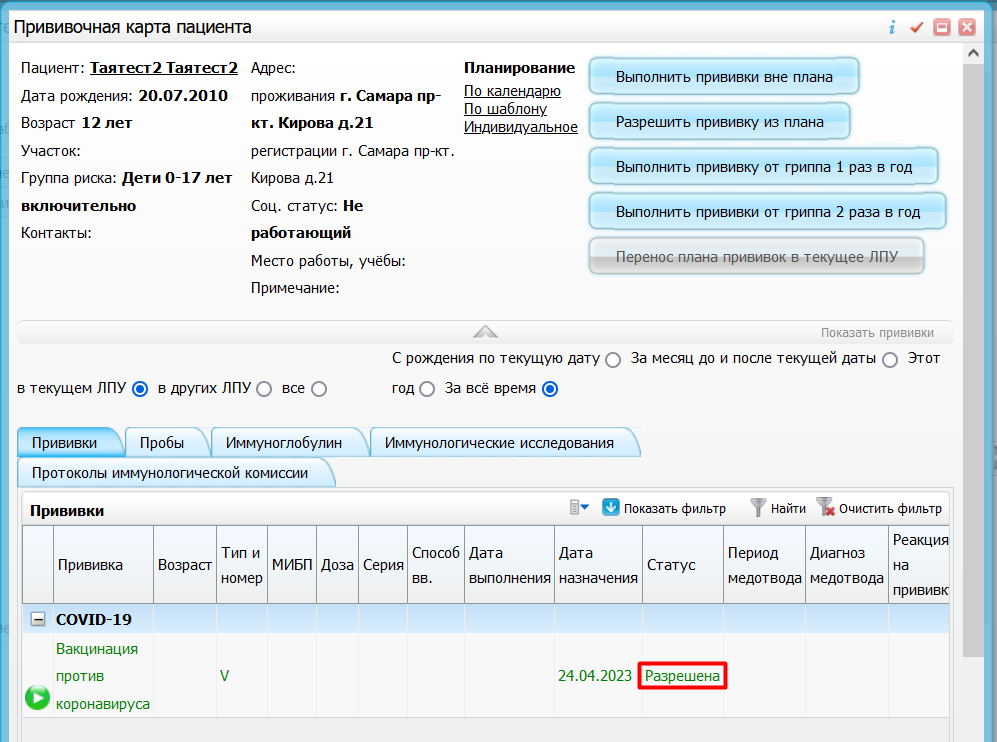 Прививочная карта пациента
Пациент: Таятест2 Таятест2
Дата рождения: 20.07.2010
Возраст 12 лет
Участок:
Группа риска: Дети 0-17 лет
включительно
Контакты:
Адрес:
проживания г. Самара пр-
кт. Кирова д.21
регистрации г. Самара пр-кт.
Кирова д.21
Соц. статус: Не
работающий
Место работы, учёбы:
Примечание:
Планирование
По календарю
По шаблону
Индивидуальное
Выполнить прививки вне плана
Разрешить прививку из плана
Выполнить прививку от гриппа 1 раз в год
Выполнить прививки от гриппа 2 раза в год
Перенос плана прививок в текущее ЛПУ
Показать прививки
в текущем ЛПУ в других ЛПУ все
С рождения по текущую дату За месяц до и после текущей даты Этот
год За всё время
Прививки Пробы Иммуноглобулин Иммунологические исследования
Протоколы иммунологической комиссии
Прививки Показать фильтр Найти Очистить фильтр
Прививка
Возраст
Тип и
номер
МИБП
Доза
Серия
Способ
вв.
Дата
выполнения
Дата
назначения
Статус
Период
медотвода
Диагноз
медотвода
Реакция
на
прививк
COVID-19
Вакцинация
против
коронавируса
V
24.04.2023
Разрешена